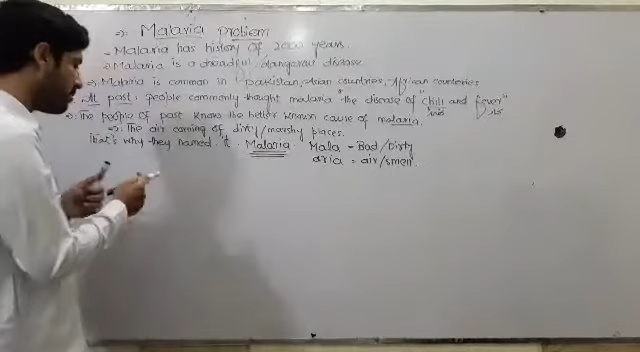 ⇒: Malaria problem
- Malaria has history of 2000 years.
⇒ Malaria is a dreadful, dangerous disease
⇒ Malaria is common in Pakistan, Asian countries, African countries
At past: people commonly thought malaria "the disease of "chill and fever"
⇒: The people of past know the better known cause of malaria.
⇒: The air coming of dirty/marshy places.
That's why they named it Malaria Mala = Bad/Dirty
aria = air/smell.